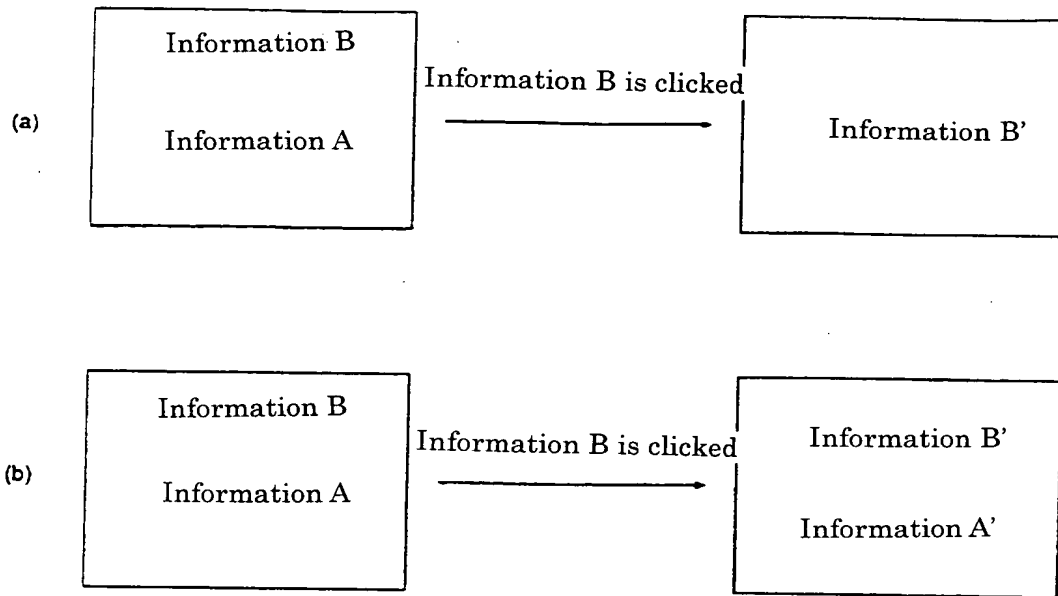 Information B
Information B is clicked
(a)
Information A
Information B'
Information B
Information B is clicked
Information B'
(b)
Information A
Information A'